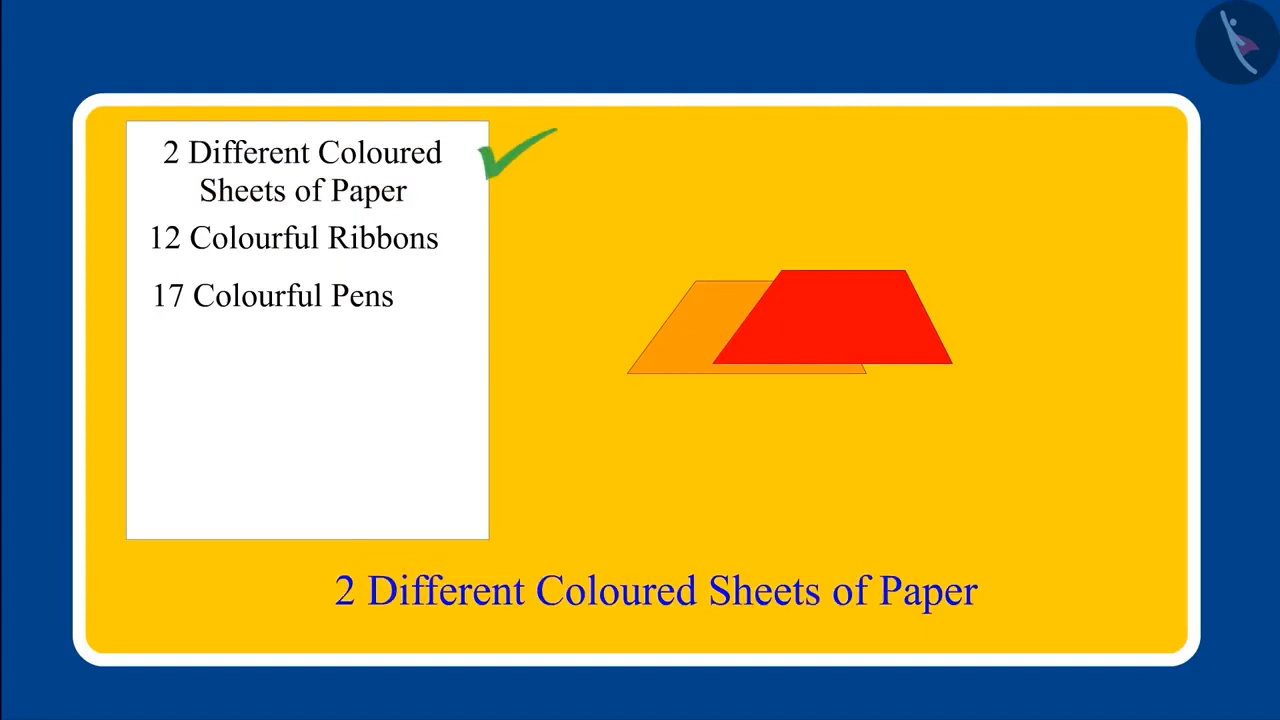 2 Different Coloured
Sheets of Paper
12 Colourful Ribbons
17 Colourful Pens
2 Different Coloured Sheets of Paper